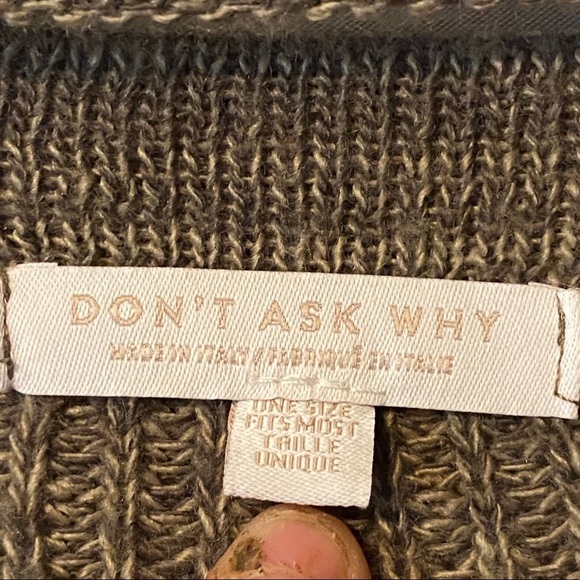 DON'T ASK WHY
MADE IN ITALY / FABRIQUÉ EN ITALIE
ONE SIZE
FITS MOST
TAILLE
UNIQUE